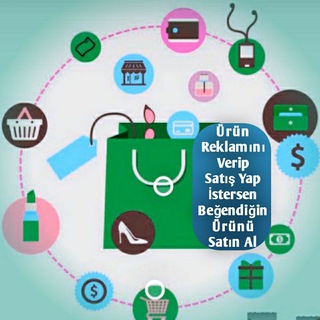 Ürün
Reklamını
Verip
Satış Yap
İstersen
Beğendiğin
Ürünü
Satın Al
$
$